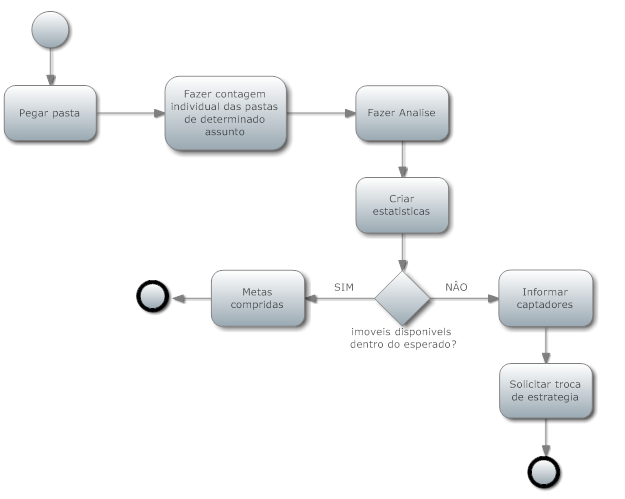 Pegar pasta
Fazer contagem
individual das pastas
de determinado
assunto
Fazer Analise
Criar
estatisticas
Metas
compridas
SIM
NÃO
imoveis disponivels
dentro do esperado?
Informar
captadores
Solicitar troca
de estrategia